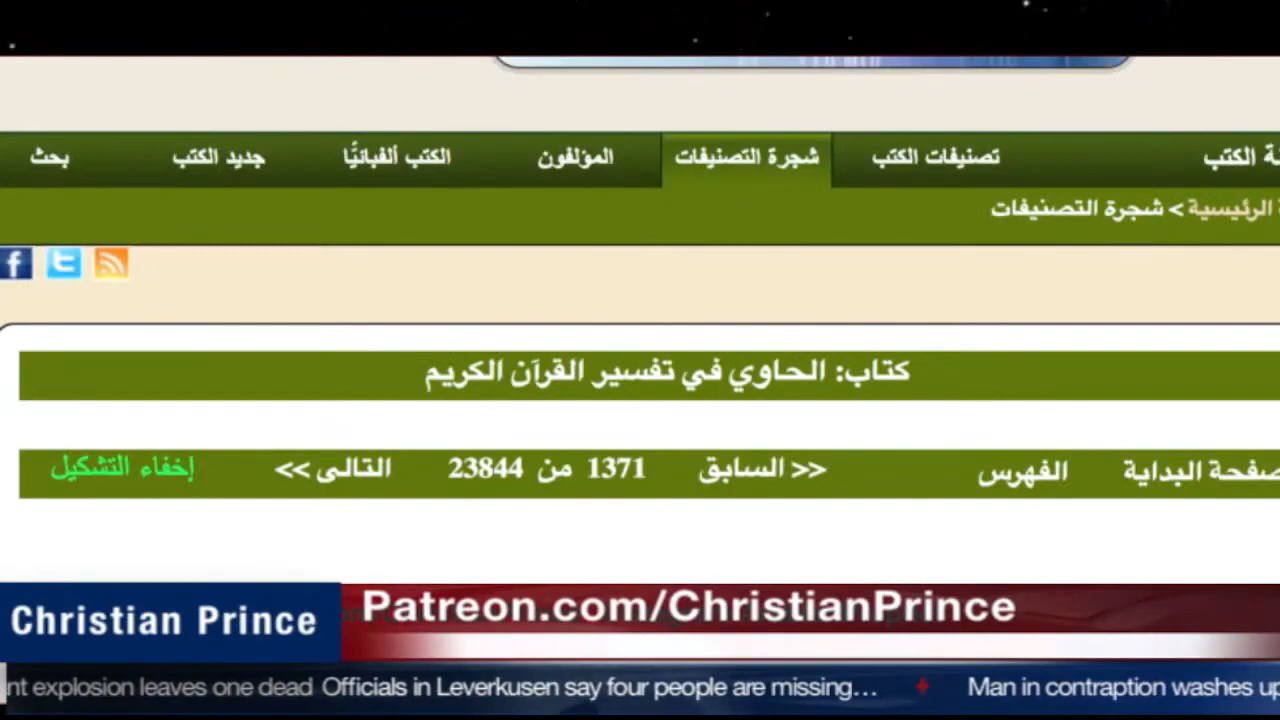 ة الكتب تصنيفات الكتب شجرة التصنيفات المؤلفون الكتب ألفبائيًّا جديد الكتب بحث
الرئيسية > شجرة التصنيفات
كتاب: الحاوي في تفسير القرآن الكريم
صفحة البداية الفهرس << السابق 1371 من 23844 التالى >> إخفاء التشكيل
Christian Prince
Patreon.com/ChristianPrince
nt explosion leaves one dead Officials in Leverkusen say four people are missing... Man in contraption washes up